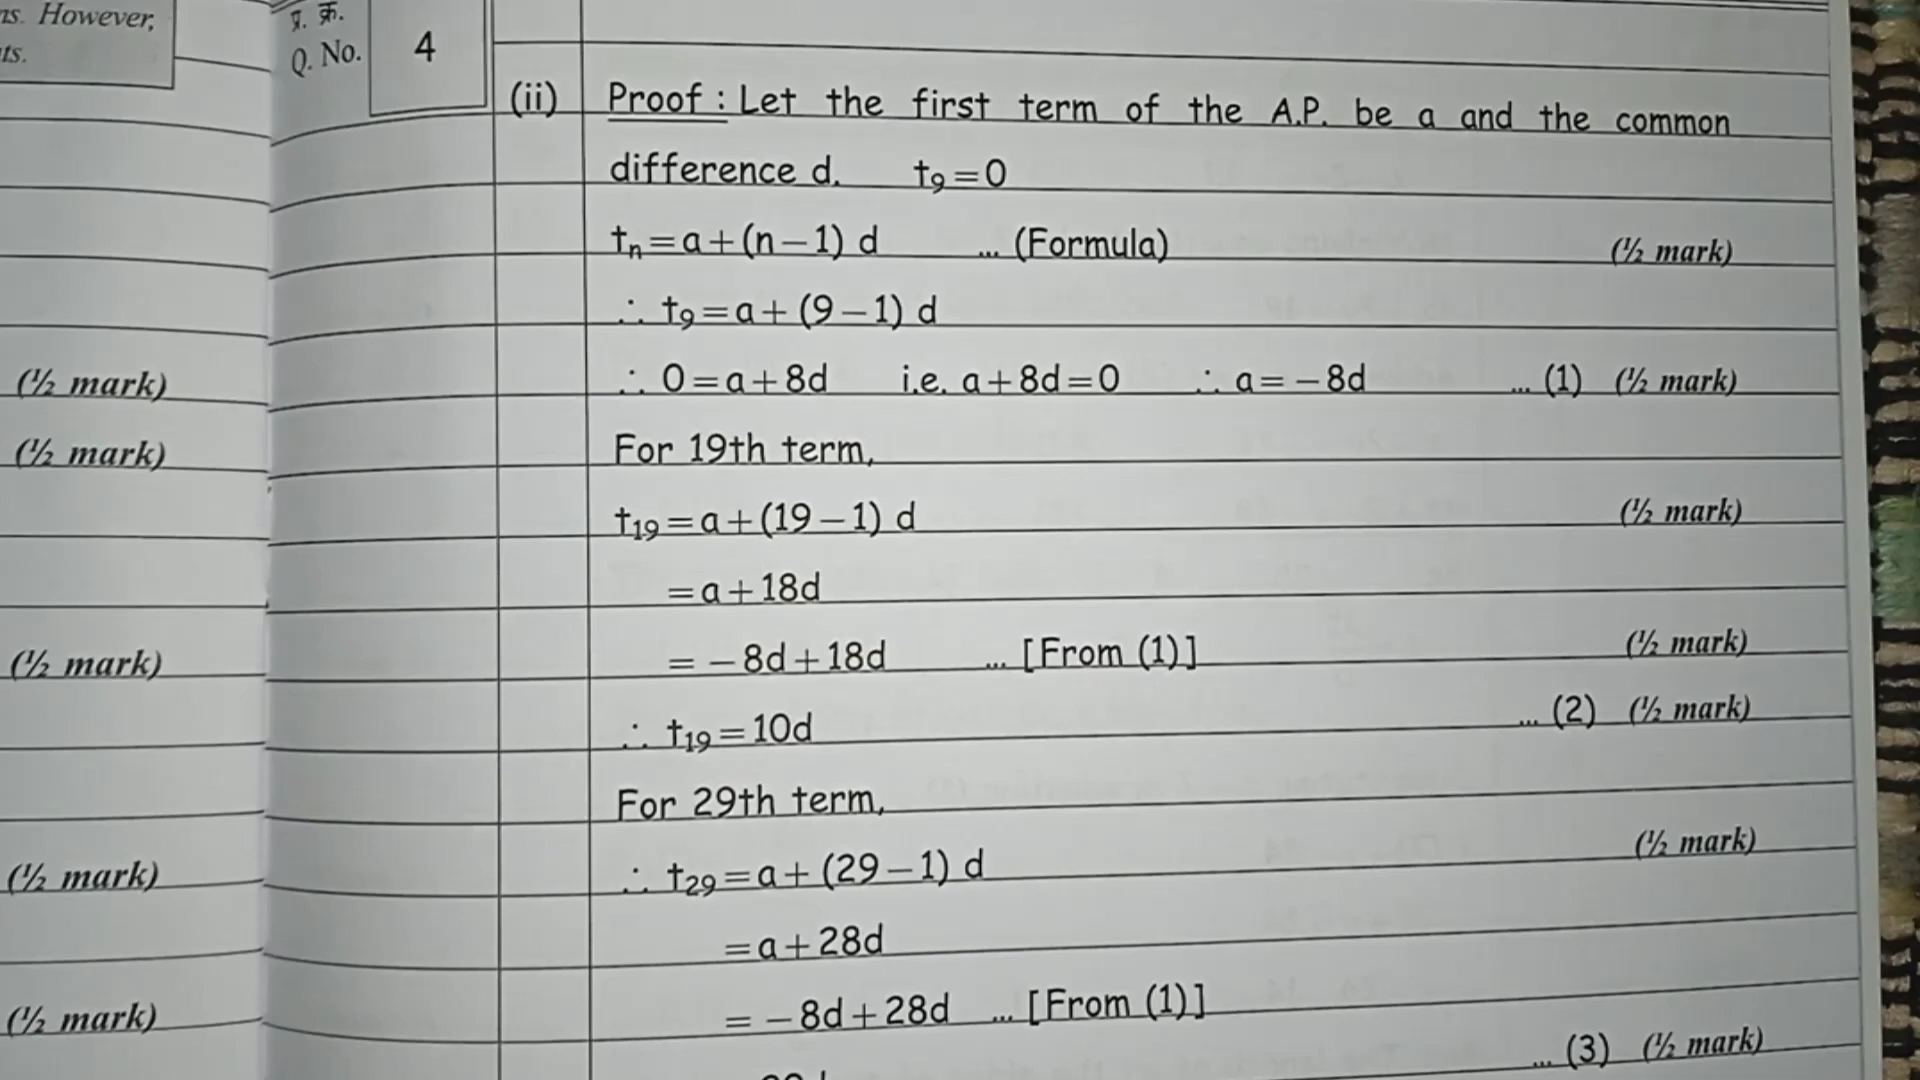 ns. However,
ts.
(½ mark)
(½ mark)
(½ mark)
(½ mark)
(½ mark)
प्र. क्र.
Q. No.
4
(ii) Proof : Let the first term of the A.P. be a and the common
difference d. t₉ = 0
tₙ = a + (n − 1) d ... (Formula) (½ mark)
∴ t₉ = a + (9 − 1) d
∴ 0 = a + 8d i.e. a + 8d = 0 ∴ a = − 8d ... (1) (½ mark)
For 19th term,
t₁₉ = a + (19 − 1) d (½ mark)
= a + 18d
= − 8d + 18d ... [From (1)] (½ mark)
∴ t₁₉ = 10d ... (2) (½ mark)
For 29th term,
∴ t₂₉ = a + (29 − 1) d (½ mark)
= a + 28d
= − 8d + 28d ... [From (1)]
... (3) (½ mark)